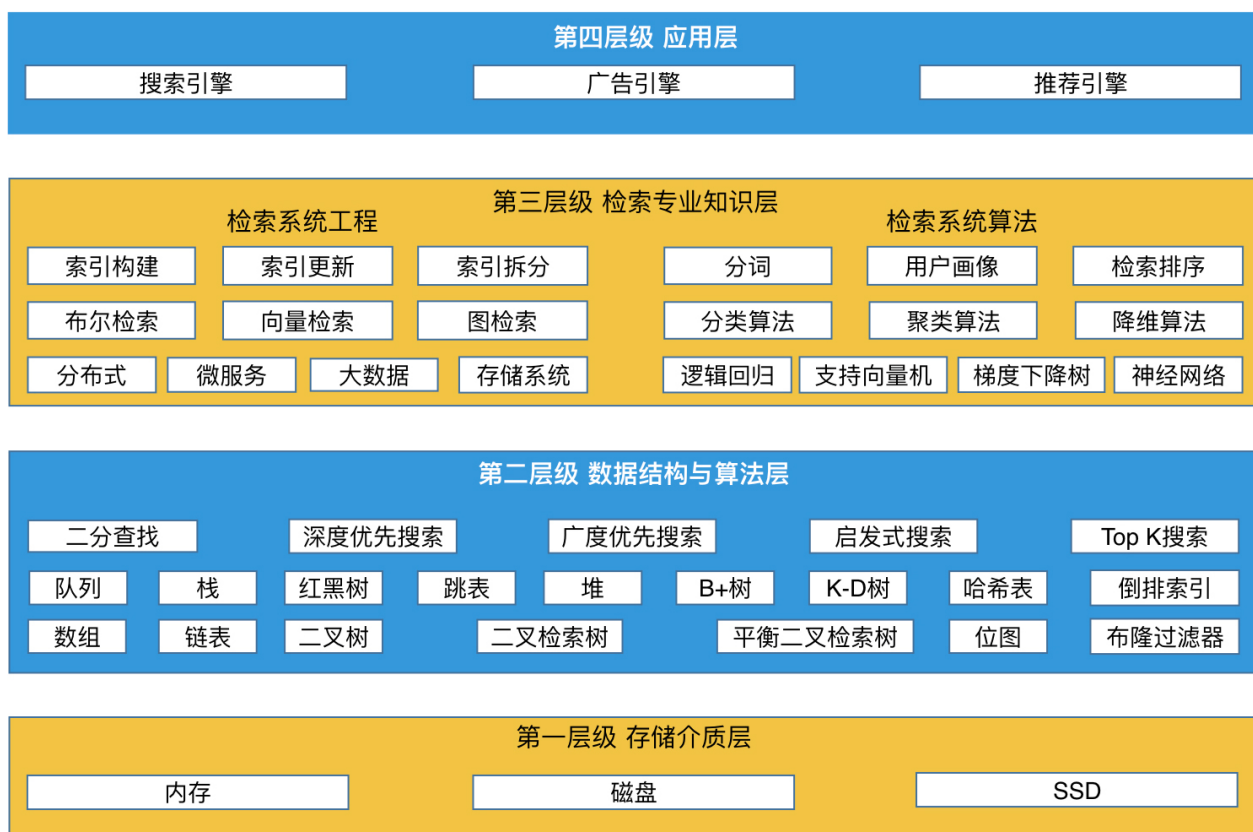 第四层级 应用层
搜索引擎 广告引擎 推荐引擎
第三层级 检索专业知识层
检索系统工程 检索系统算法
索引构建 索引更新 索引拆分 分词 用户画像 检索排序
布尔检索 向量检索 图检索 分类算法 聚类算法 降维算法
分布式 微服务 大数据 存储系统 逻辑回归 支持向量机 梯度下降树 神经网络
第二层级 数据结构与算法层
二分查找 深度优先搜索 广度优先搜索 启发式搜索 Top K搜索
队列 栈 红黑树 跳表 堆 B+树 K-D树 哈希表 倒排索引
数组 链表 二叉树 二叉检索树 平衡二叉检索树 位图 布隆过滤器
第一层级 存储介质层
内存 磁盘 SSD